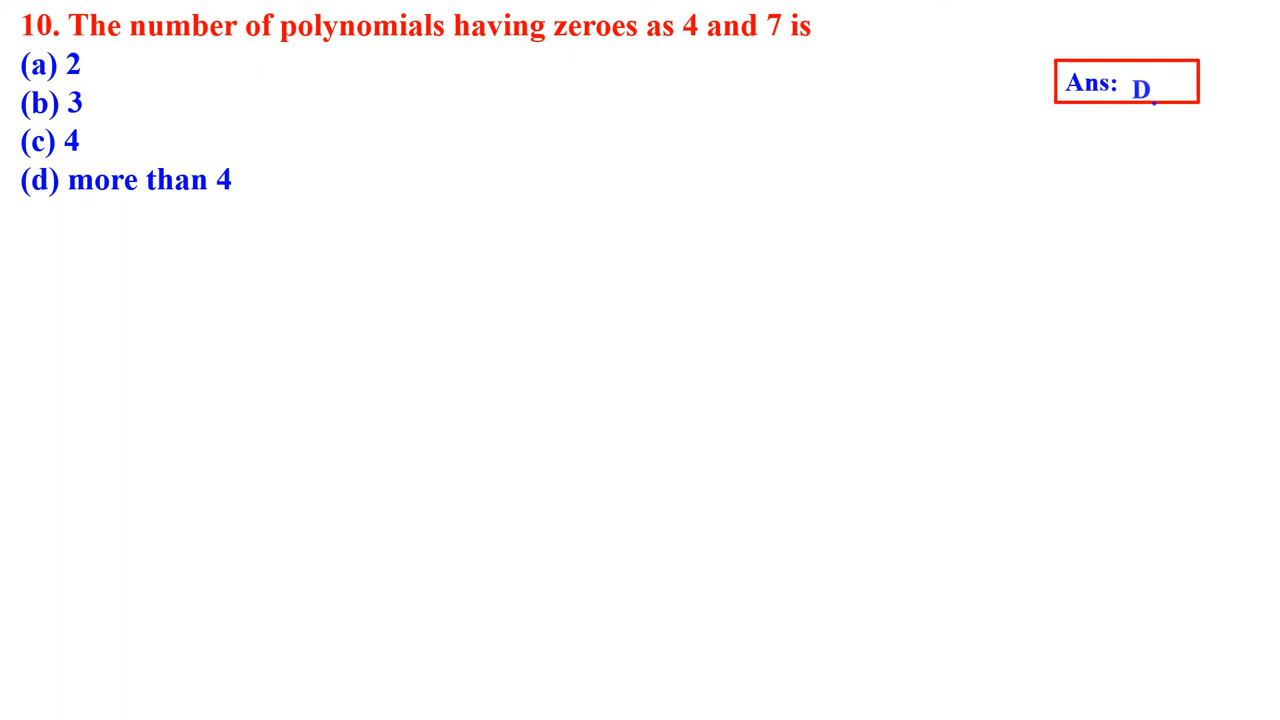 10. The number of polynomials having zeroes as 4 and 7 is
(a) 2
(b) 3
(c) 4
(d) more than 4
Ans: D.